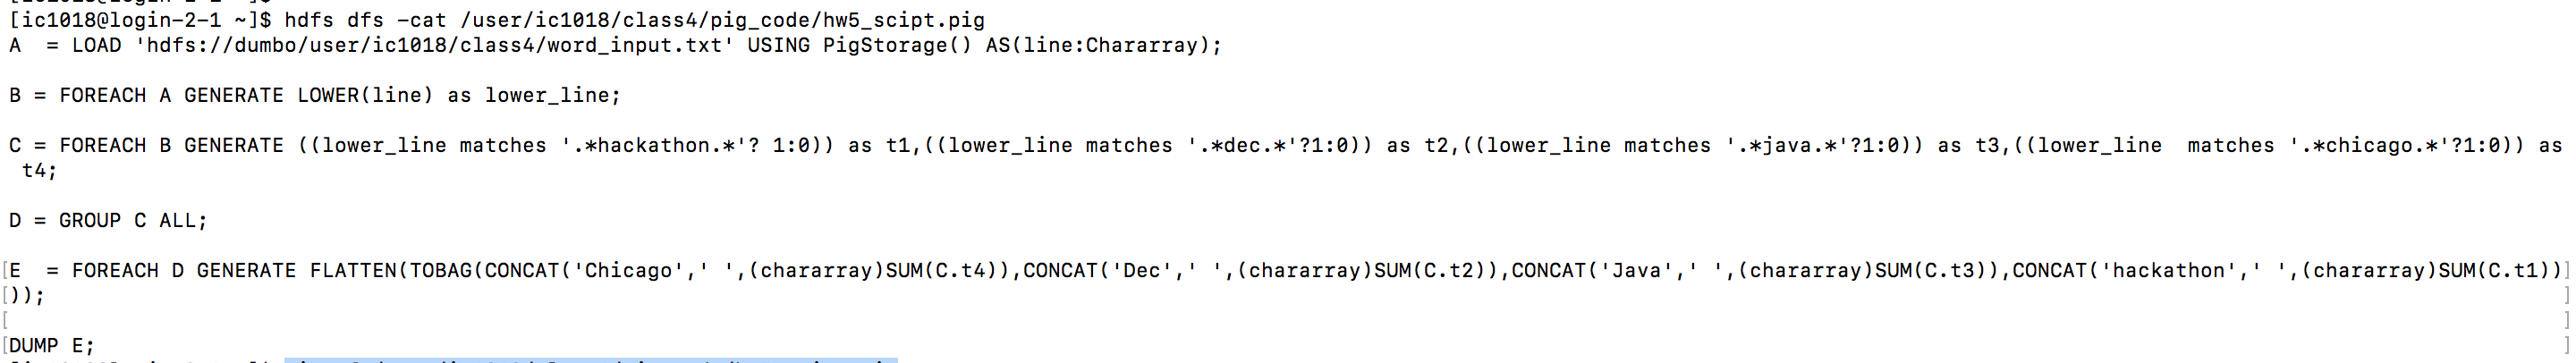 [ic1018@login-2-1 ~]$ hdfs dfs -cat /user/ic1018/class4/pig_code/hw5_scipt.pig
A  = LOAD 'hdfs://dumbo/user/ic1018/class4/word_input.txt' USING PigStorage() AS(line:Chararray);
B = FOREACH A GENERATE LOWER(line) as lower_line;
C = FOREACH B GENERATE ((lower_line matches '.*hackathon.*'? 1:0)) as t1,((lower_line matches '.*dec.*'?1:0)) as t2,((lower_line matches '.*java.*'?1:0)) as t3,((lower_line  matches '.*chicago.*'?1:0)) as
 t4;
D = GROUP C ALL;
[E  = FOREACH D GENERATE FLATTEN(TOBAG(CONCAT('Chicago',' ',(chararray)SUM(C.t4)),CONCAT('Dec',' ',(chararray)SUM(C.t2)),CONCAT('Java',' ',(chararray)SUM(C.t3)),CONCAT('hackathon',' ',(chararray)SUM(C.t1))]
[)); ]
[ ]
[DUMP E; ]